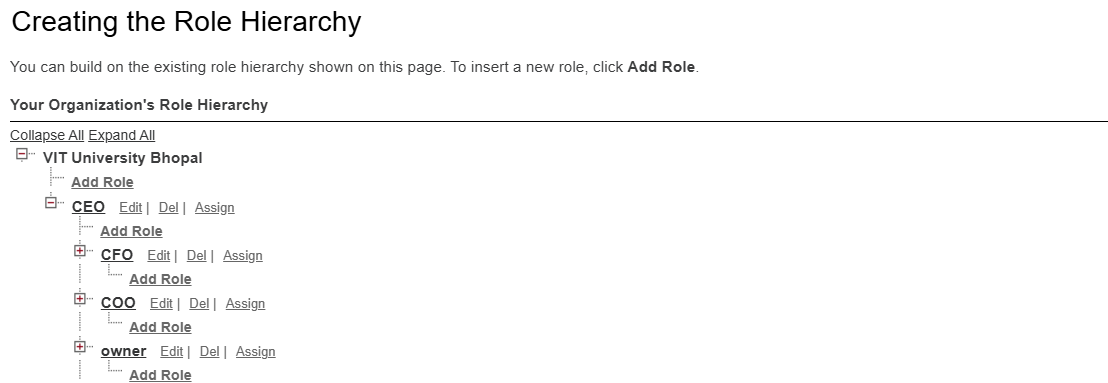 Creating the Role Hierarchy
You can build on the existing role hierarchy shown on this page. To insert a new role, click Add Role.
Your Organization's Role Hierarchy
Collapse All Expand All
VIT University Bhopal
Add Role
CEO Edit | Del | Assign
Add Role
CFO Edit | Del | Assign
Add Role
COO Edit | Del | Assign
Add Role
owner Edit | Del | Assign
Add Role